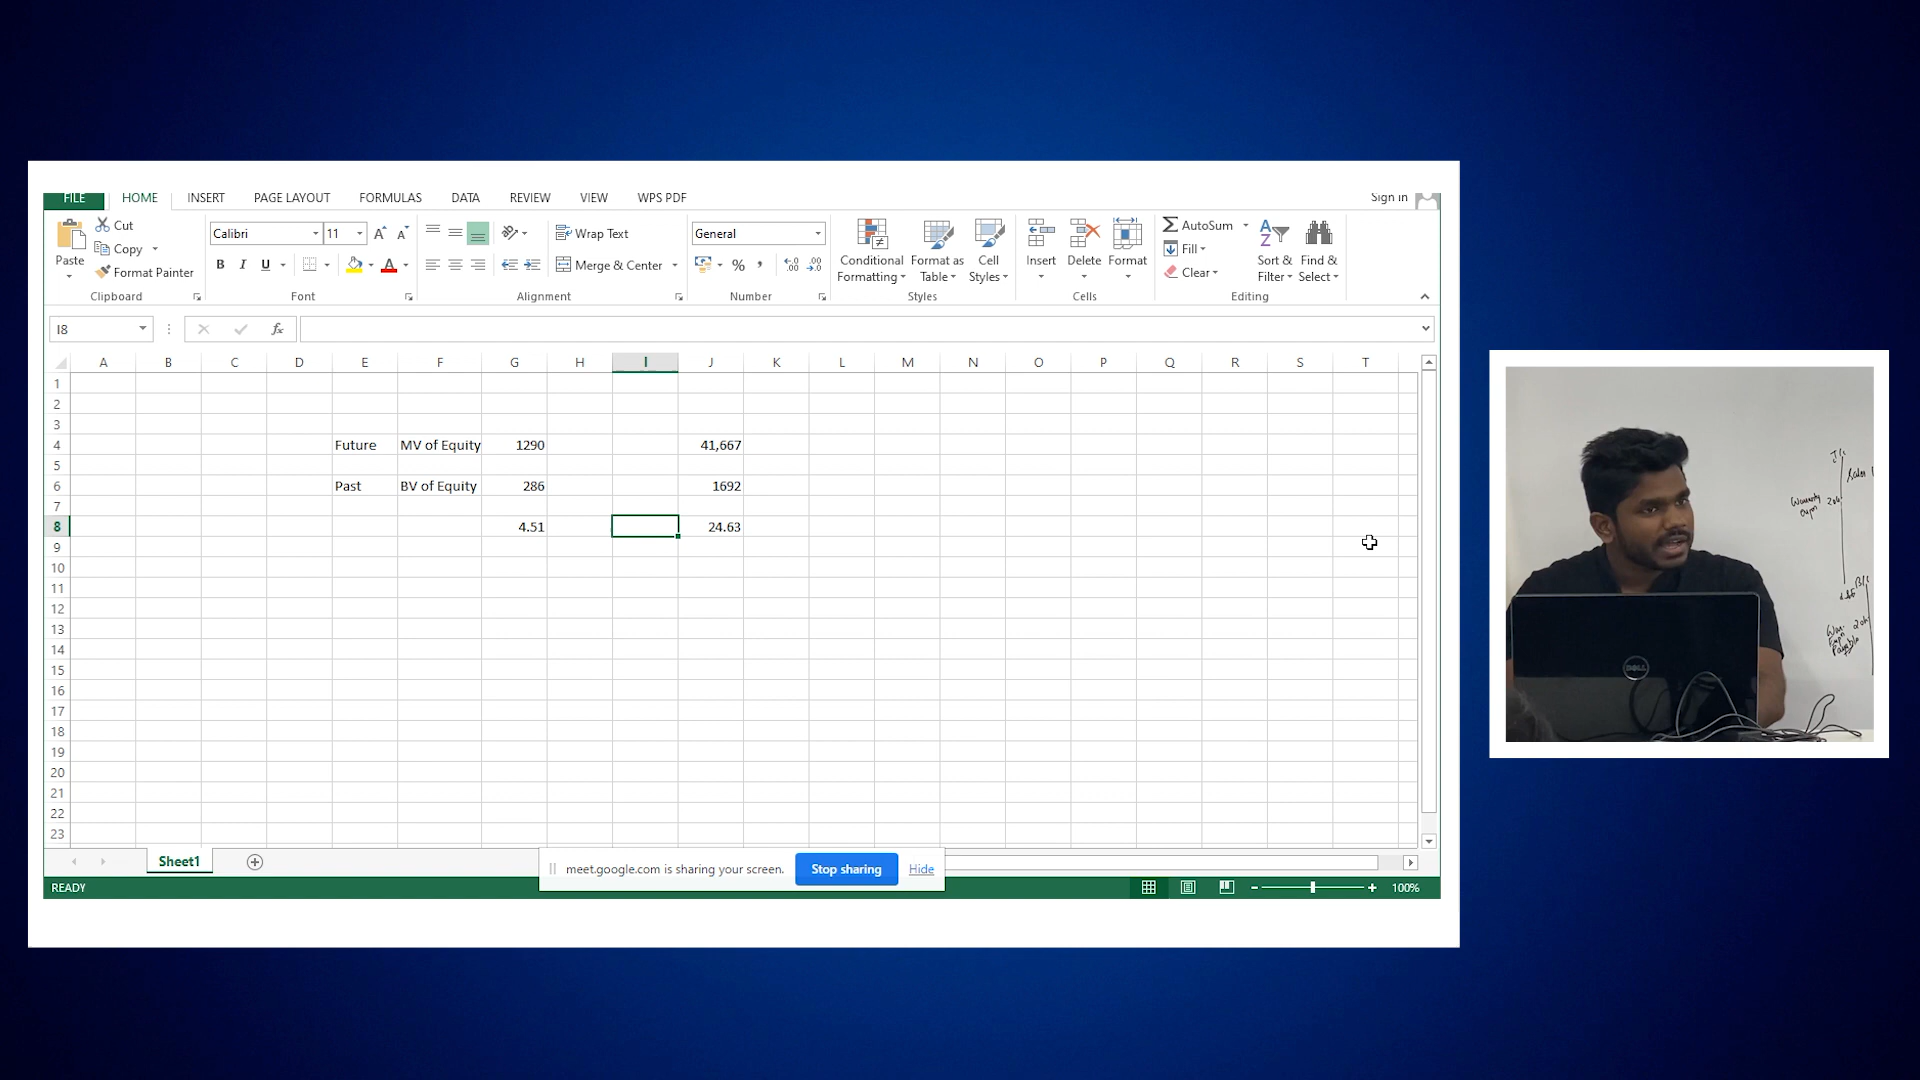 FILE HOME INSERT PAGE LAYOUT FORMULAS DATA REVIEW VIEW WPS PDF Sign in
Paste
Cut
Copy
Format Painter
Clipboard
Calibri 11
B I U
Font
Wrap Text
Merge & Center
Alignment
General
% ,
Number
Conditional Formatting
Format as Table
Cell Styles
Styles
Insert
Delete
Format
Cells
AutoSum
Fill
Clear
Sort & Filter
Find & Select
Editing
I8 fx
A B C D E F G H I J K L M N O P Q R S T
1
2
3
4 Future MV of Equity 1290 41,667
5
6 Past BV of Equity 286 1692
7
8 4.51 24.63
9
10
11
12
13
14
15
16
17
18
19
20
21
22
23
Sheet1
meet.google.com is sharing your screen. Stop sharing Hide
READY 100%
DELL
Sales
Warranty